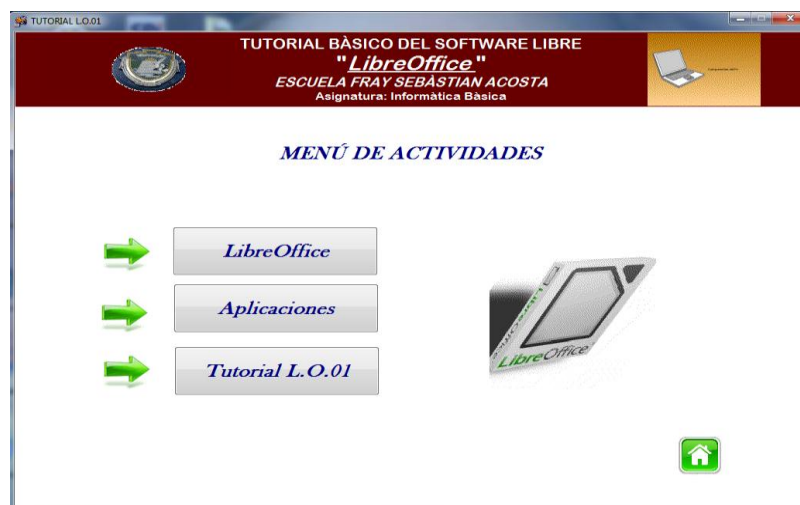 TUTORIAL L.O.01
TUTORIAL BÀSICO DEL SOFTWARE LIBRE
"LibreOffice"
ESCUELA FRAY SEBÀSTIAN ACOSTA
Asignatura: Informàtica Bàsica
MENÚ DE ACTIVIDADES
LibreOffice
Aplicaciones
Tutorial L.O.01
LibreOffice
LibreOffice